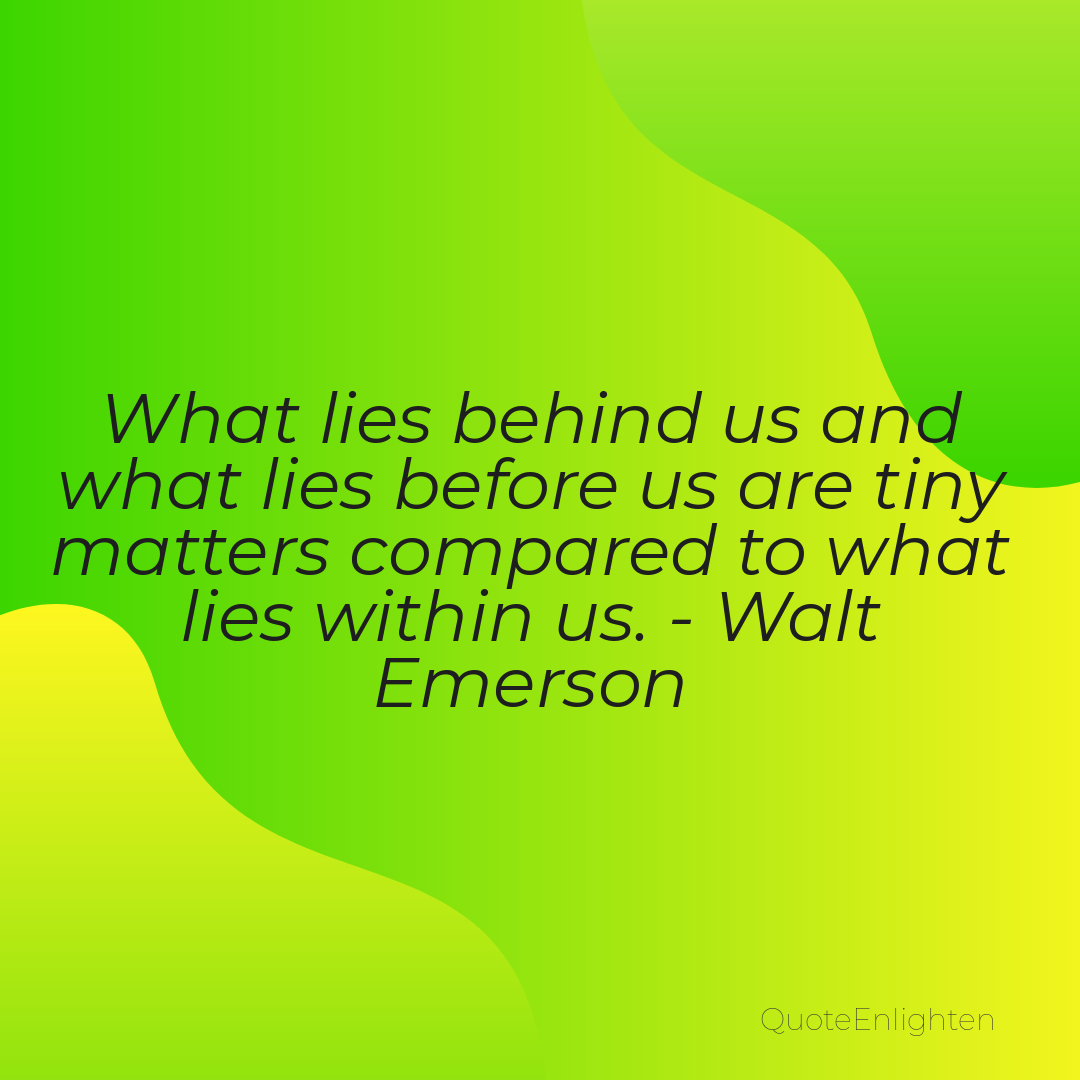 What lies behind us and
what lies before us are tiny
matters compared to what
lies within us. - Walt
Emerson
QuoteEnlighten